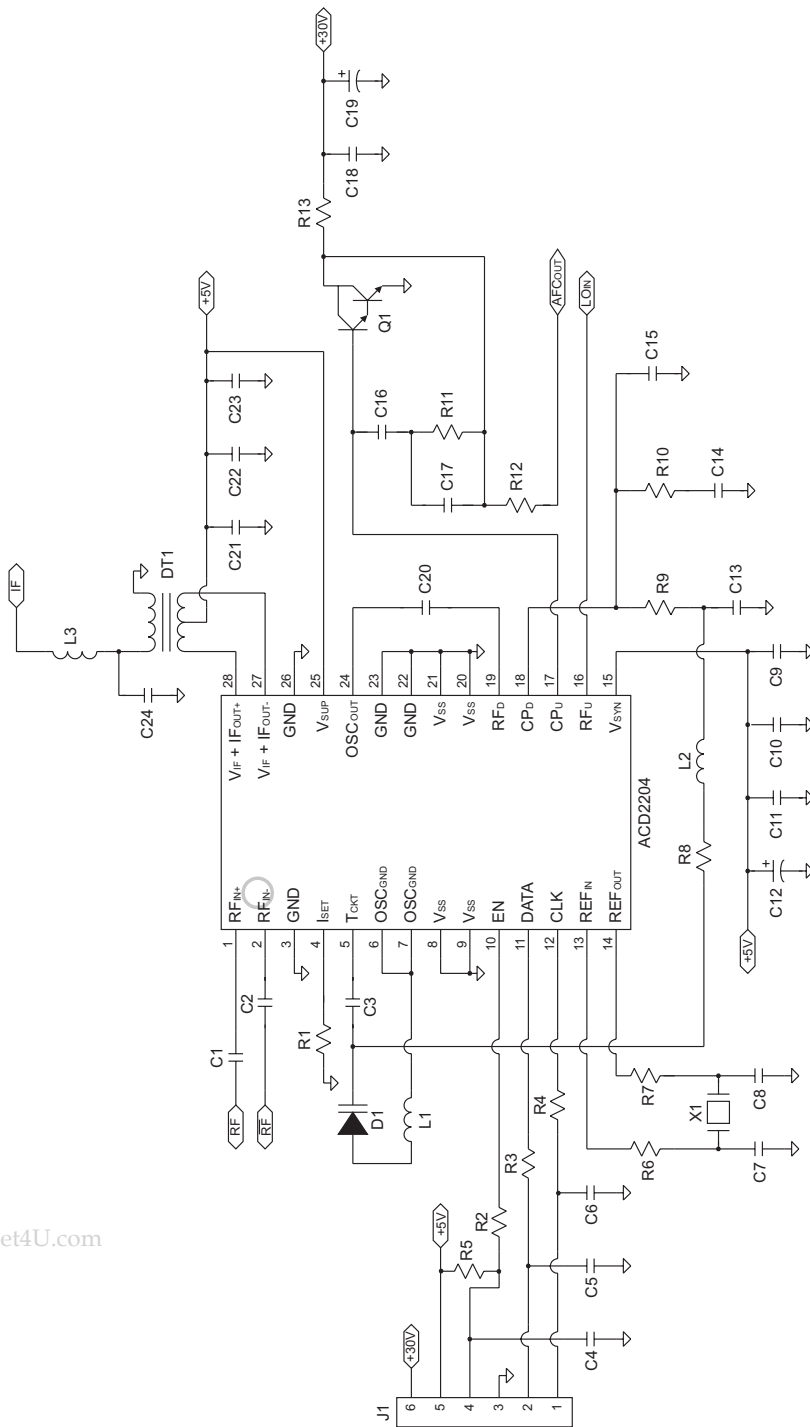 J1
6
5
4
3
2
1
+30V
+5V
R5
R2
C4
C5
C6
R3
R4
RF
RF
C1
C2
R1
C3
D1
L1
R6
R7
X1
C7
C8
1 RFIN+
2 RFIN-
3 GND
4 ISET
5 TCKT
6 OSCGND
7 OSCGND
8 VSS
9 VSS
10 EN
11 DATA
12 CLK
13 REFIN
14 REFOUT
ACD2204
VIF + IFOUT+ 28
VIF + IFOUT- 27
GND 26
VSUP 25
OSCOUT 24
GND 23
GND 22
VSS 21
VSS 20
RFD 19
CPD 18
CPU 17
RFU 16
VSYN 15
IF
L3
C24
DT1
C21
C22
C23
+5V
C20
C16
C17
R11
R12
Q1
R13
C18
C19
+
+30V
AFCOUT
LOIN
C15
R10
C14
R9
C13
L2
R8
C9
C10
C11
C12
+
+5V
et4U.com